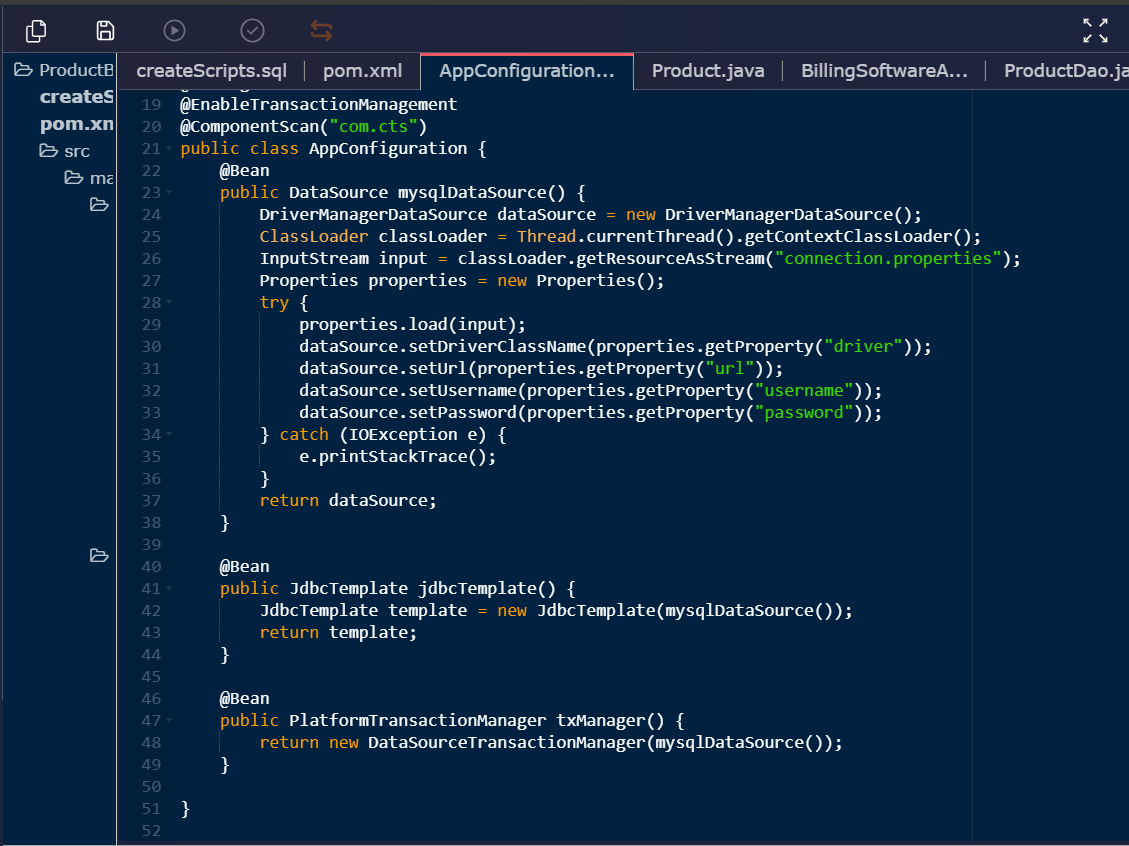 createScripts.sql
pom.xml
AppConfiguration...
Product.java
BillingSoftwareA...
ProductDao.ja
ProductB
createS
pom.xn
src
ma
19 @EnableTransactionManagement
20 @ComponentScan("com.cts")
21 public class AppConfiguration {
22     @Bean
23     public DataSource mysqlDataSource() {
24         DriverManagerDataSource dataSource = new DriverManagerDataSource();
25         ClassLoader classLoader = Thread.currentThread().getContextClassLoader();
26         InputStream input = classLoader.getResourceAsStream("connection.properties");
27         Properties properties = new Properties();
28         try {
29             properties.load(input);
30             dataSource.setDriverClassName(properties.getProperty("driver"));
31             dataSource.setUrl(properties.getProperty("url"));
32             dataSource.setUsername(properties.getProperty("username"));
33             dataSource.setPassword(properties.getProperty("password"));
34         } catch (IOException e) {
35             e.printStackTrace();
36         }
37         return dataSource;
38     }
39
40     @Bean
41     public JdbcTemplate jdbcTemplate() {
42         JdbcTemplate template = new JdbcTemplate(mysqlDataSource());
43         return template;
44     }
45
46     @Bean
47     public PlatformTransactionManager txManager() {
48         return new DataSourceTransactionManager(mysqlDataSource());
49     }
50
51 }
52